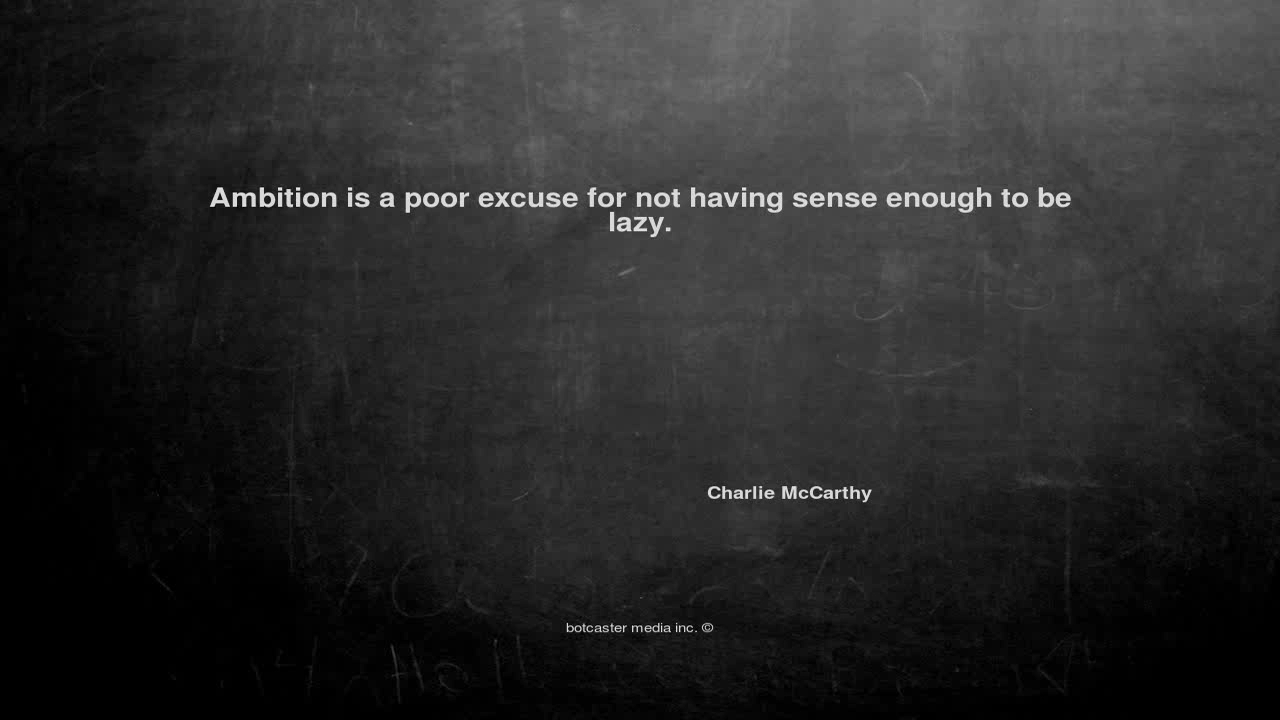 Ambition is a poor excuse for not having sense enough to be
lazy.
Charlie McCarthy
botcaster media inc. ©